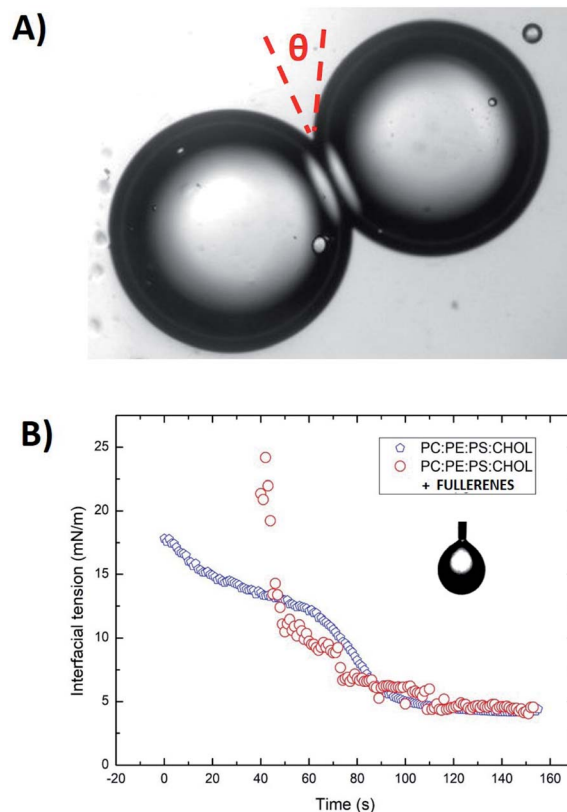 A)
θ
B)
25
20
15
10
5
0
Interfacial tension (mN/m)
PC:PE:PS:CHOL
PC:PE:PS:CHOL
+ FULLERENES
-20 0 20 40 60 80 100 120 140 160
Time (s)